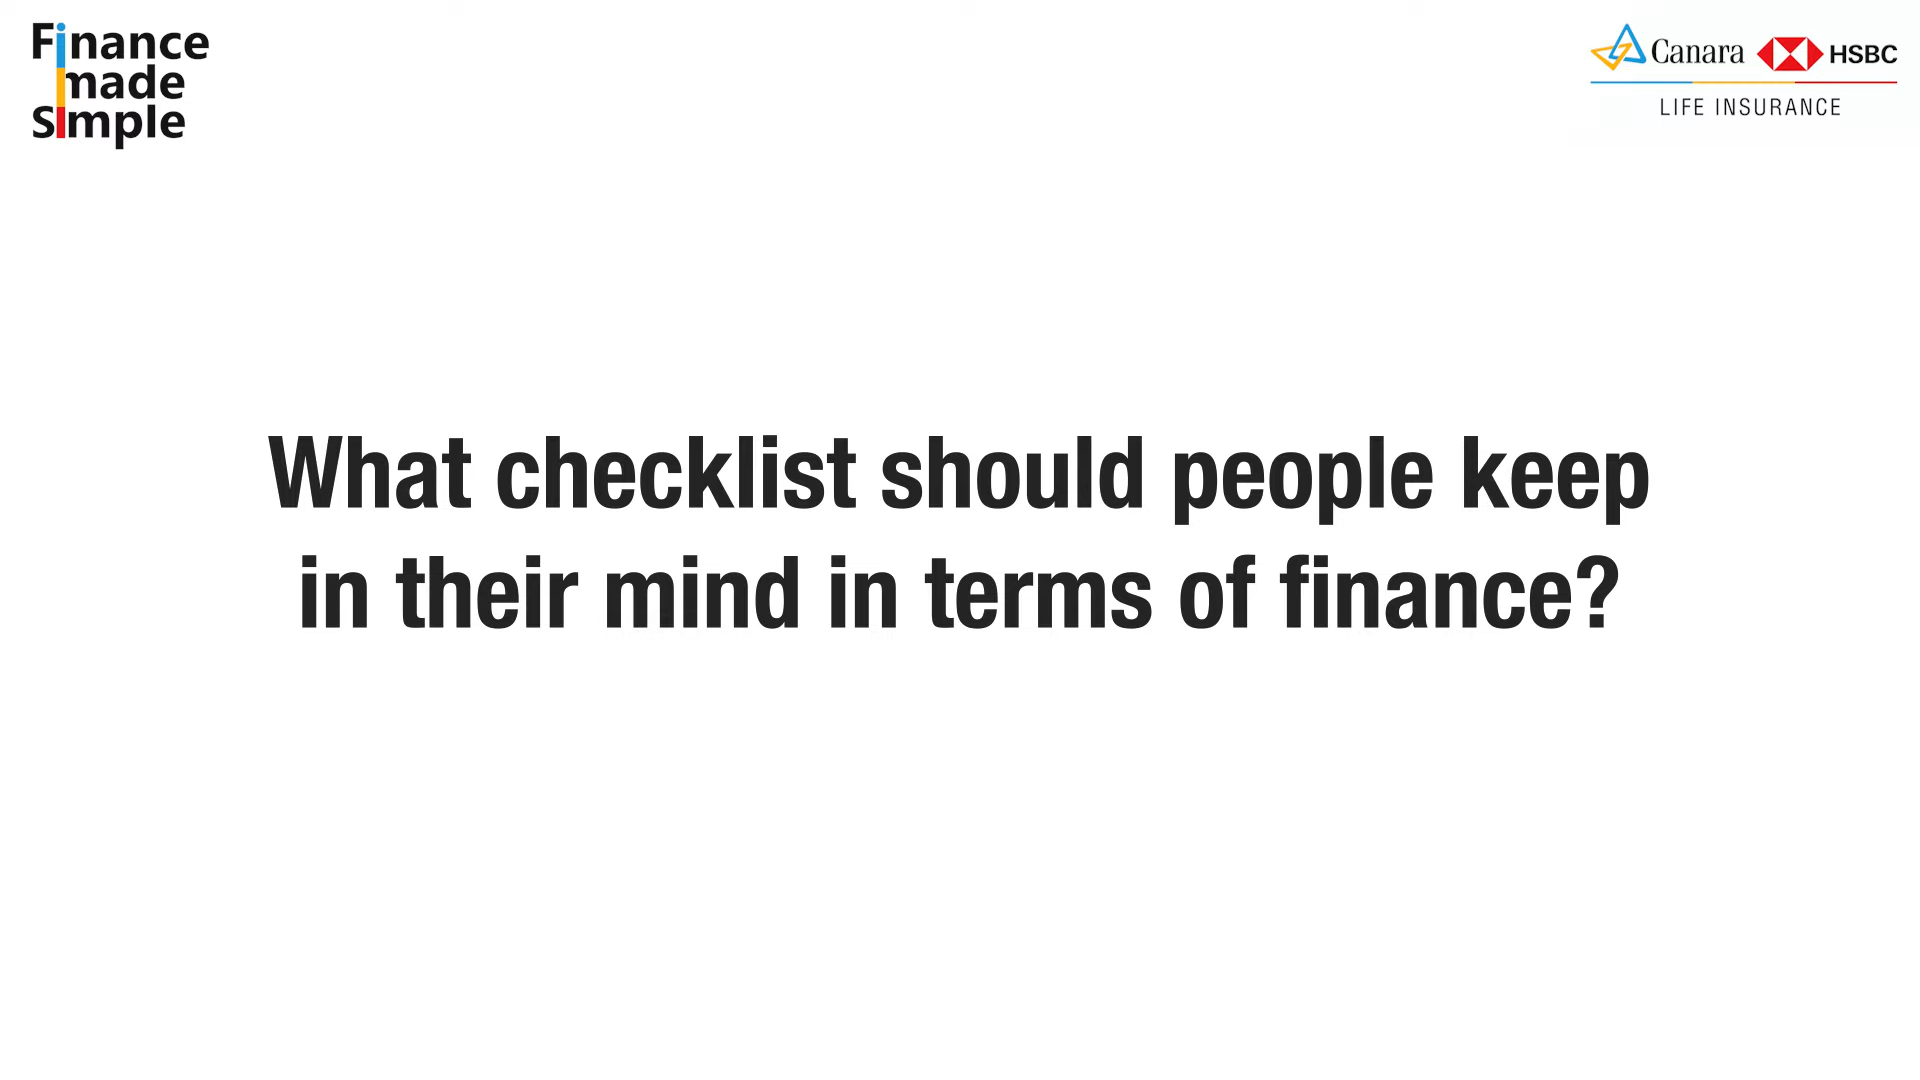 Finance
made
Simple
Canara HSBC
LIFE INSURANCE
What checklist should people keep
in their mind in terms of finance?